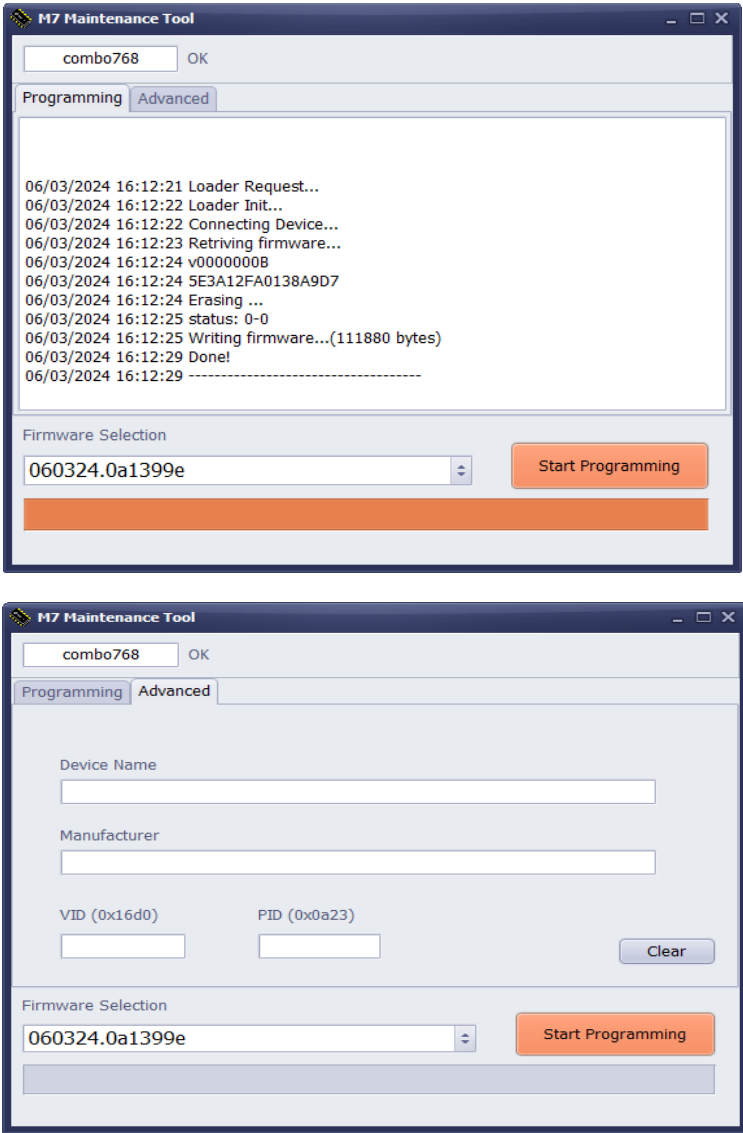 M7 Maintenance Tool
combo768 OK
Programming Advanced
06/03/2024 16:12:21 Loader Request...
06/03/2024 16:12:22 Loader Init...
06/03/2024 16:12:22 Connecting Device...
06/03/2024 16:12:23 Retriving firmware...
06/03/2024 16:12:24 v0000000B
06/03/2024 16:12:24 5E3A12FA0138A9D7
06/03/2024 16:12:24 Erasing ...
06/03/2024 16:12:25 status: 0-0
06/03/2024 16:12:25 Writing firmware...(111880 bytes)
06/03/2024 16:12:29 Done!
06/03/2024 16:12:29 ------------------------------------
Firmware Selection
060324.0a1399e
Start Programming
M7 Maintenance Tool
combo768 OK
Programming Advanced
Device Name
Manufacturer
VID (0x16d0) PID (0x0a23)
Clear
Firmware Selection
060324.0a1399e
Start Programming